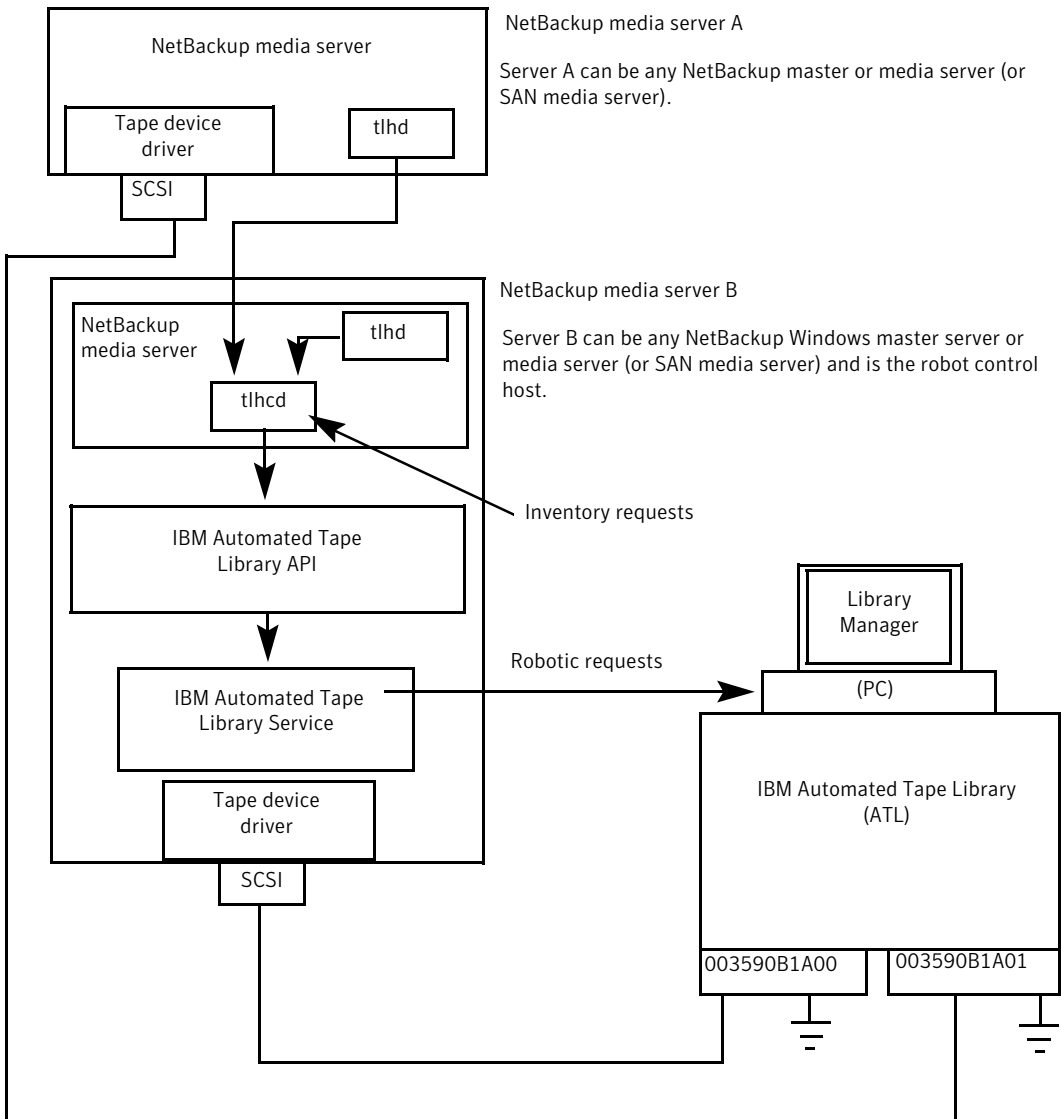 NetBackup media server
Tape device
driver
tlhd
SCSI
NetBackup media server A
Server A can be any NetBackup master or media server (or
SAN media server).
NetBackup
media server
tlhd
tlhcd
NetBackup media server B
Server B can be any NetBackup Windows master server or
media server (or SAN media server) and is the robot control
host.
Inventory requests
IBM Automated Tape
Library API
IBM Automated Tape
Library Service
Robotic requests
Tape device
driver
SCSI
Library
Manager
(PC)
IBM Automated Tape Library
(ATL)
003590B1A00
003590B1A01